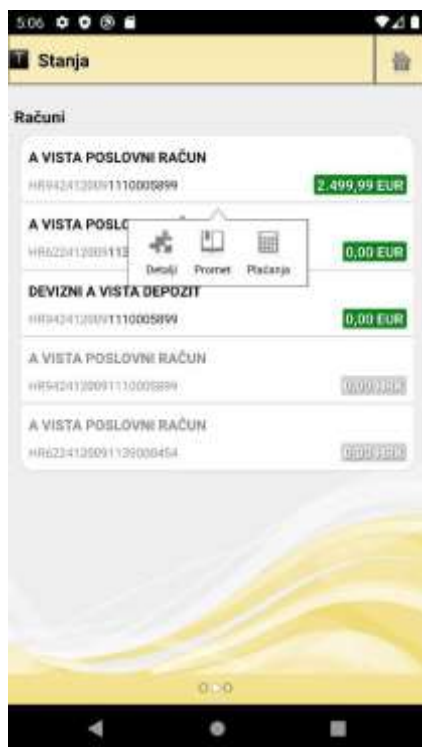 5:06
Stanja
Računi
A VISTA POSLOVNI RAČUN
HR9424120091110005899
2.499,99 EUR
A VISTA POSLO
0,00 EUR
Detalji Promet Plaćanja
DEVIZNI A VISTA DEPOZIT
HR9424120091110005899
0,00 EUR
A VISTA POSLOVNI RAČUN
HR9424120091110005899
A VISTA POSLOVNI RAČUN
HR6224120091139000454